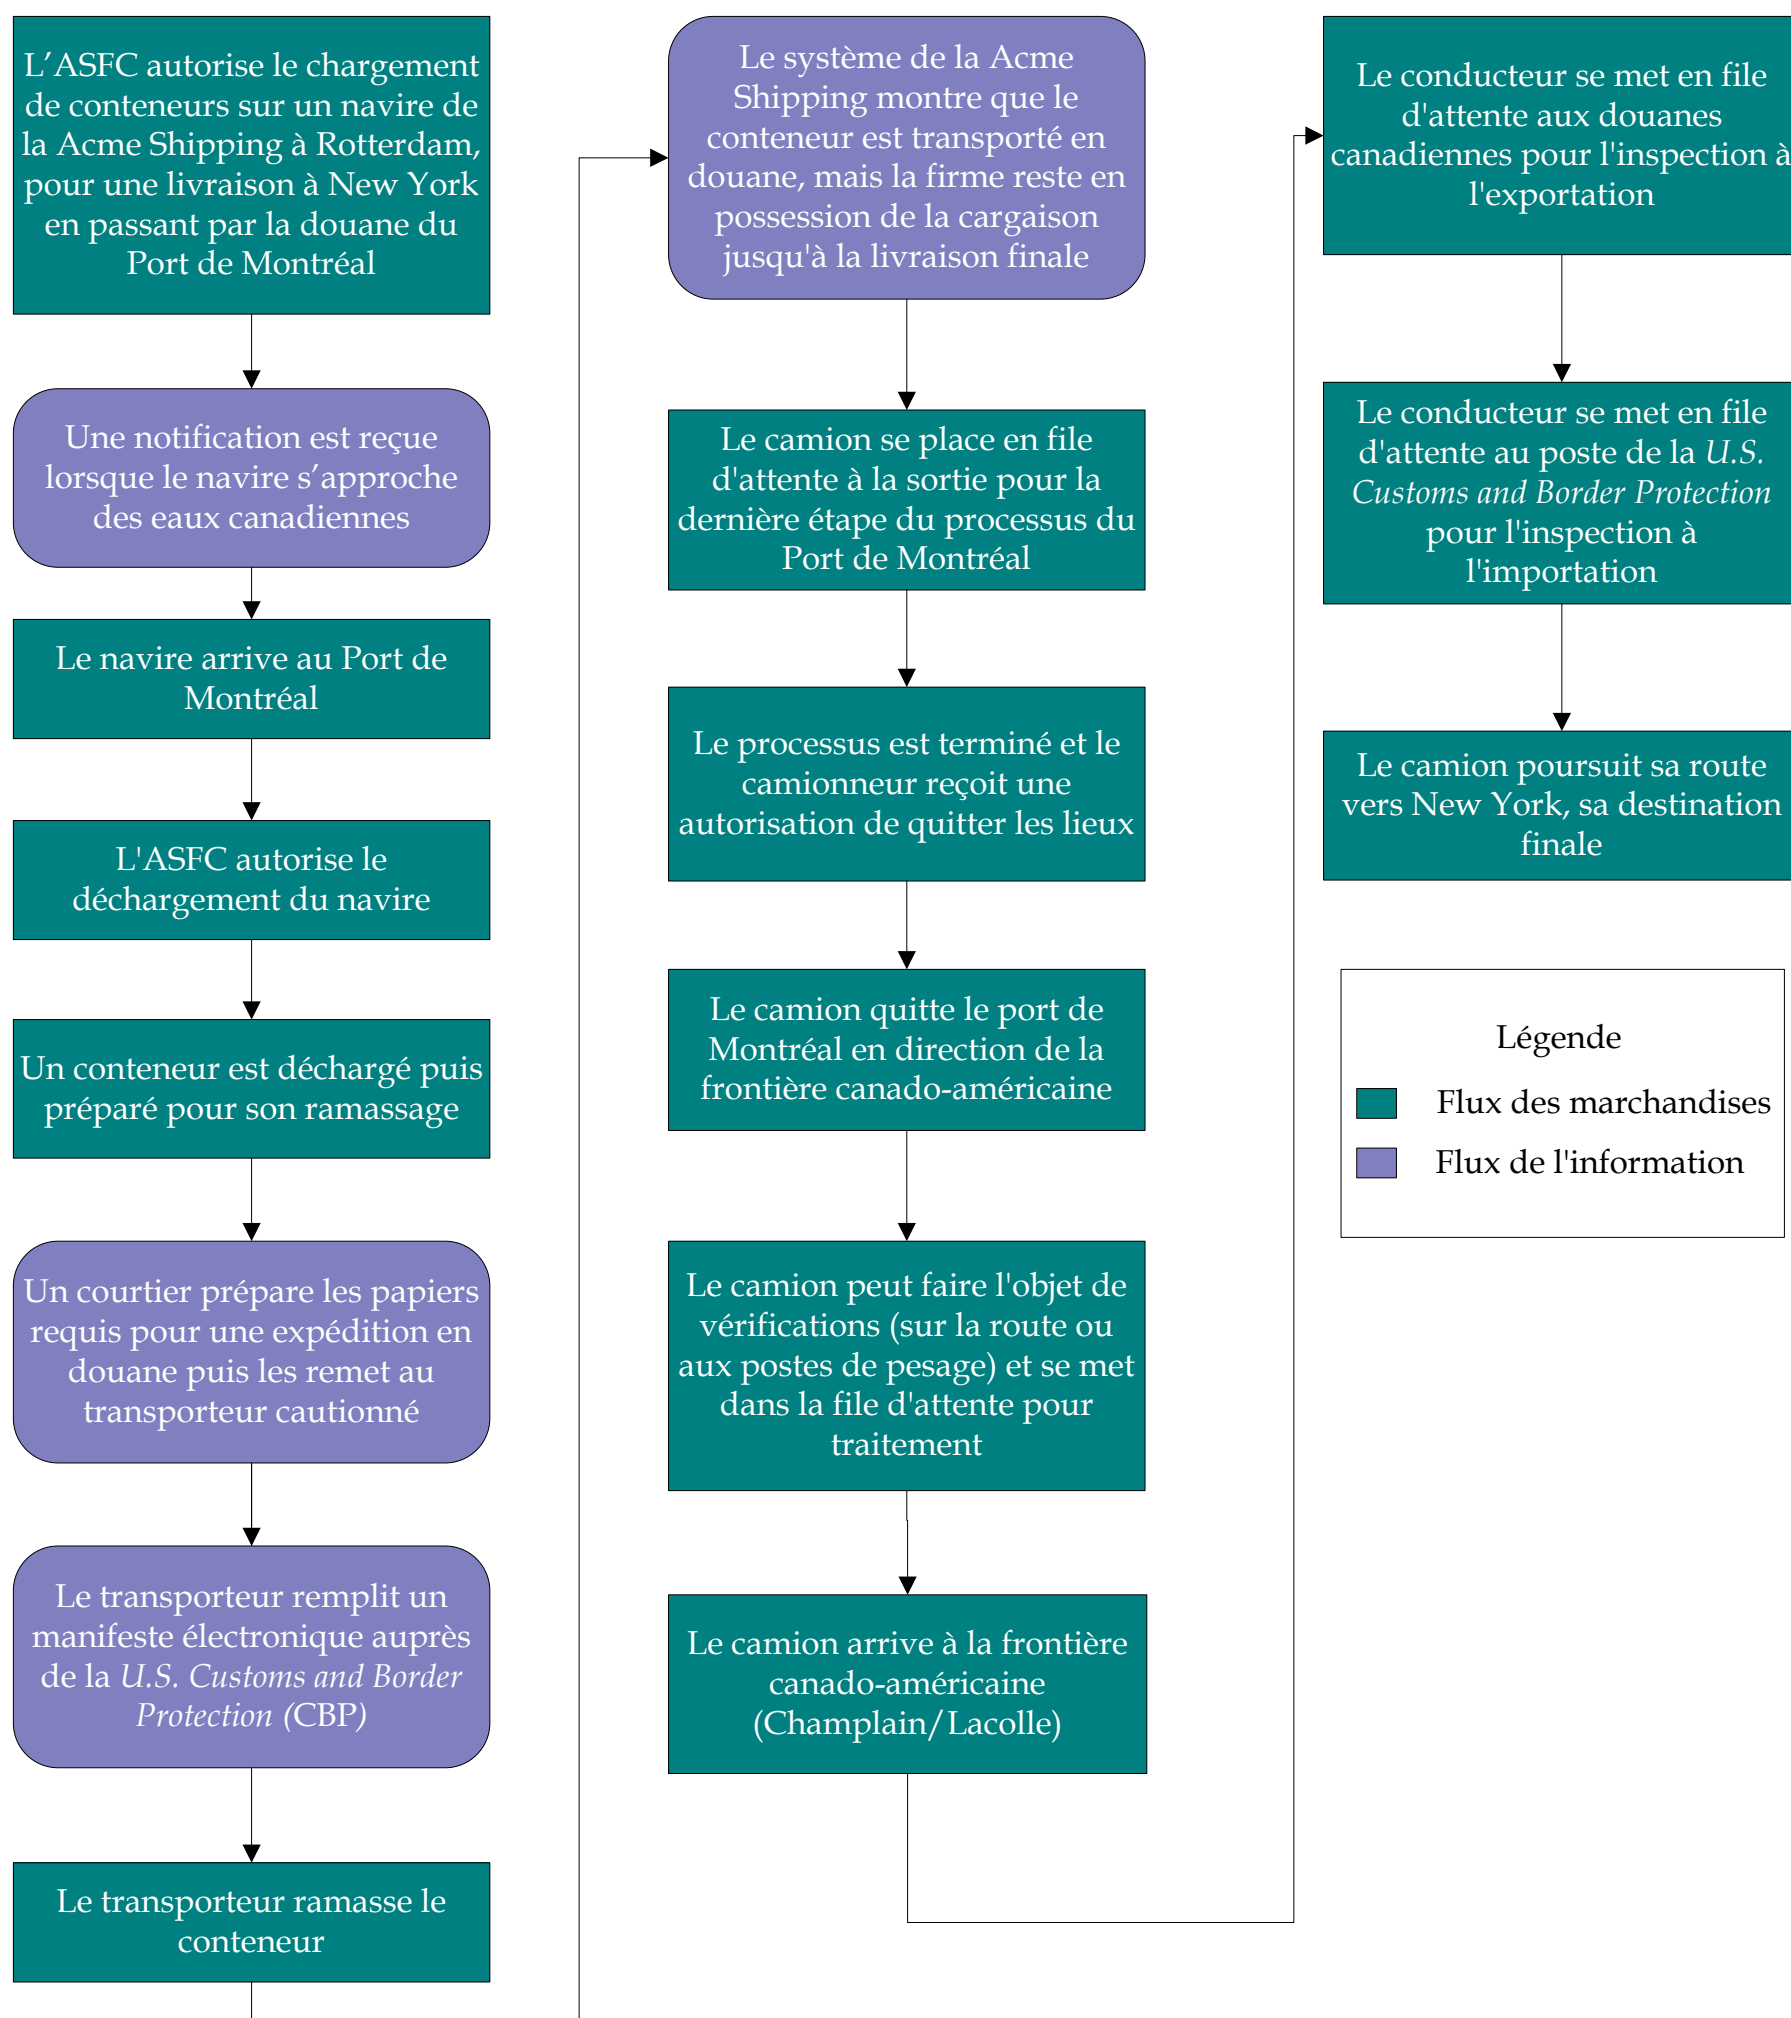 L’ASFC autorise le chargement
de conteneurs sur un navire de
la Acme Shipping à Rotterdam,
pour une livraison à New York
en passant par la douane du
Port de Montréal
Une notification est reçue
lorsque le navire s’approche
des eaux canadiennes
Le navire arrive au Port de
Montréal
L'ASFC autorise le
déchargement du navire
Un conteneur est déchargé puis
préparé pour son ramassage
Un courtier prépare les papiers
requis pour une expédition en
douane puis les remet au
transporteur cautionné
Le transporteur remplit un
manifeste électronique auprès
de la U.S. Customs and Border
Protection (CBP)
Le transporteur ramasse le
conteneur
Le système de la Acme
Shipping montre que le
conteneur est transporté en
douane, mais la firme reste en
possession de la cargaison
jusqu'à la livraison finale
Le camion se place en file
d'attente à la sortie pour la
dernière étape du processus du
Port de Montréal
Le processus est terminé et le
camionneur reçoit une
autorisation de quitter les lieux
Le camion quitte le port de
Montréal en direction de la
frontière canado-américaine
Le camion peut faire l'objet de
vérifications (sur la route ou
aux postes de pesage) et se met
dans la file d'attente pour
traitement
Le camion arrive à la frontière
canado-américaine
(Champlain/Lacolle)
Le conducteur se met en file
d'attente aux douanes
canadiennes pour l'inspection à
l'exportation
Le conducteur se met en file
d'attente au poste de la U.S.
Customs and Border Protection
pour l'inspection à
l'importation
Le camion poursuit sa route
vers New York, sa destination
finale
Légende
Flux des marchandises
Flux de l'information